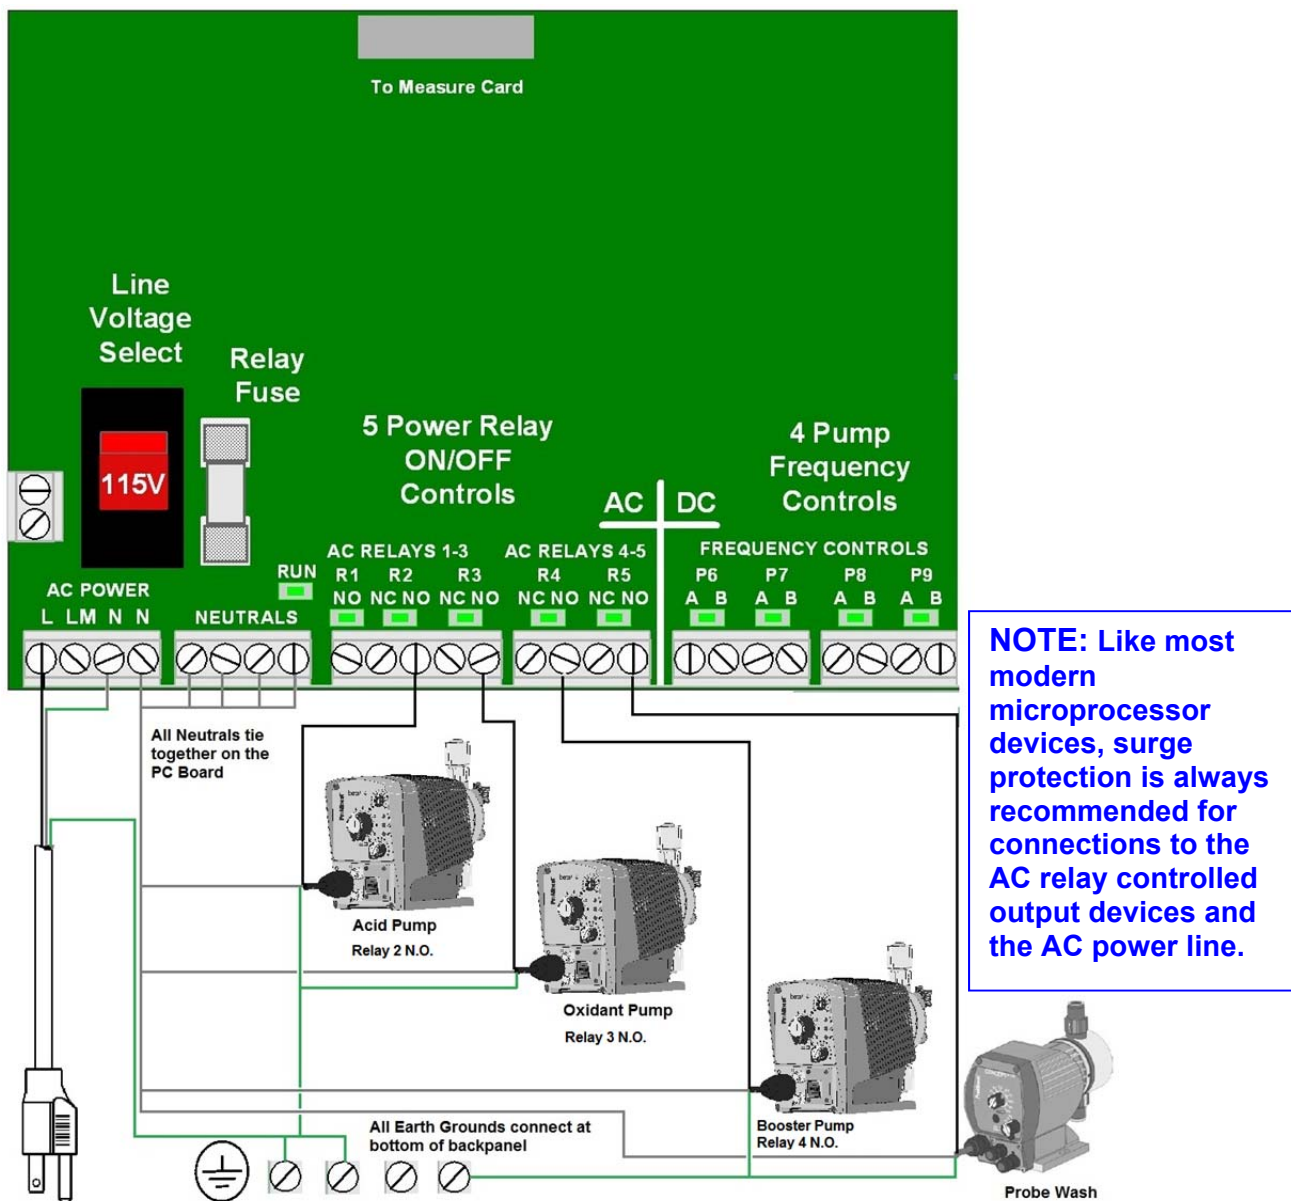 To Measure Card
Line
Voltage
Select
Relay
Fuse
115V
5 Power Relay
ON/OFF
Controls
4 Pump
Frequency
Controls
AC DC
AC RELAYS 1-3
AC RELAYS 4-5
FREQUENCY CONTROLS
RUN
R1 R2 R3 R4 R5 P6 P7 P8 P9
NO NC NO NC NO NC NO NC NO A B A B A B A B
AC POWER
L LM N N
NEUTRALS
All Neutrals tie
together on the
PC Board
NOTE: Like most
modern
microprocessor
devices, surge
protection is always
recommended for
connections to the
AC relay controlled
output devices and
the AC power line.
Acid Pump
Relay 2 N.O.
Oxidant Pump
Relay 3 N.O.
Booster Pump
Relay 4 N.O.
All Earth Grounds connect at
bottom of backpanel
Probe Wash